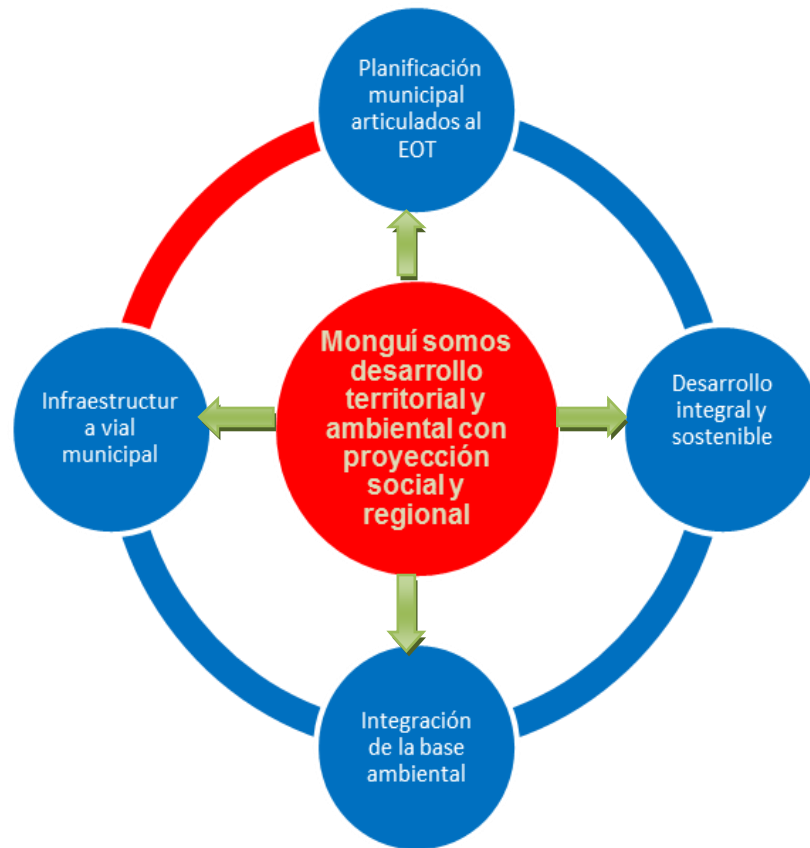 Planificación
municipal
articulados al
EOT
Monguí somos
desarrollo
territorial y
ambiental con
proyección
social y
regional
Infraestructur
a vial
municipal
Desarrollo
integral y
sostenible
Integración
de la base
ambiental